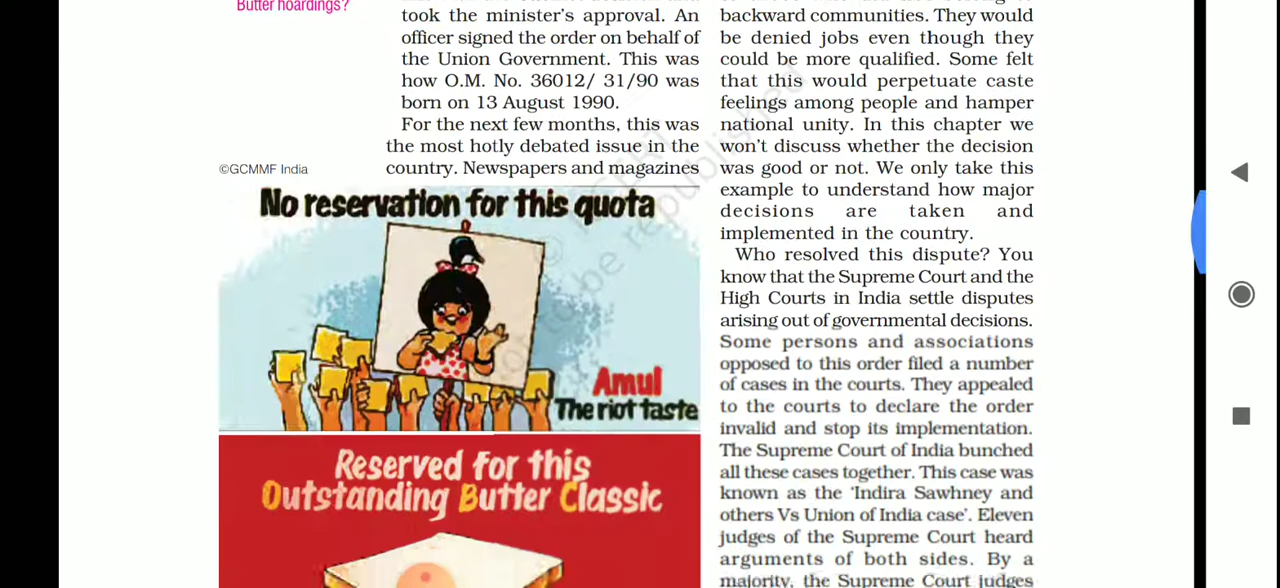 Butter hoardings?
took the minister's approval. An
officer signed the order on behalf of
the Union Government. This was
how O.M. No. 36012/ 31/90 was
born on 13 August 1990.
For the next few months, this was
the most hotly debated issue in the
country. Newspapers and magazines
©GCMMF India
No reservation for this quota
Amul
The riot taste
Reserved for this
Outstanding Butter Classic
backward communities. They would
be denied jobs even though they
could be more qualified. Some felt
that this would perpetuate caste
feelings among people and hamper
national unity. In this chapter we
won't discuss whether the decision
was good or not. We only take this
example to understand how major
decisions are taken and
implemented in the country.
Who resolved this dispute? You
know that the Supreme Court and the
High Courts in India settle disputes
arising out of governmental decisions.
Some persons and associations
opposed to this order filed a number
of cases in the courts. They appealed
to the courts to declare the order
invalid and stop its implementation.
The Supreme Court of India bunched
all these cases together. This case was
known as the 'Indira Sawhney and
others Vs Union of India case'. Eleven
judges of the Supreme Court heard
arguments of both sides. By a
majority, the Supreme Court judges